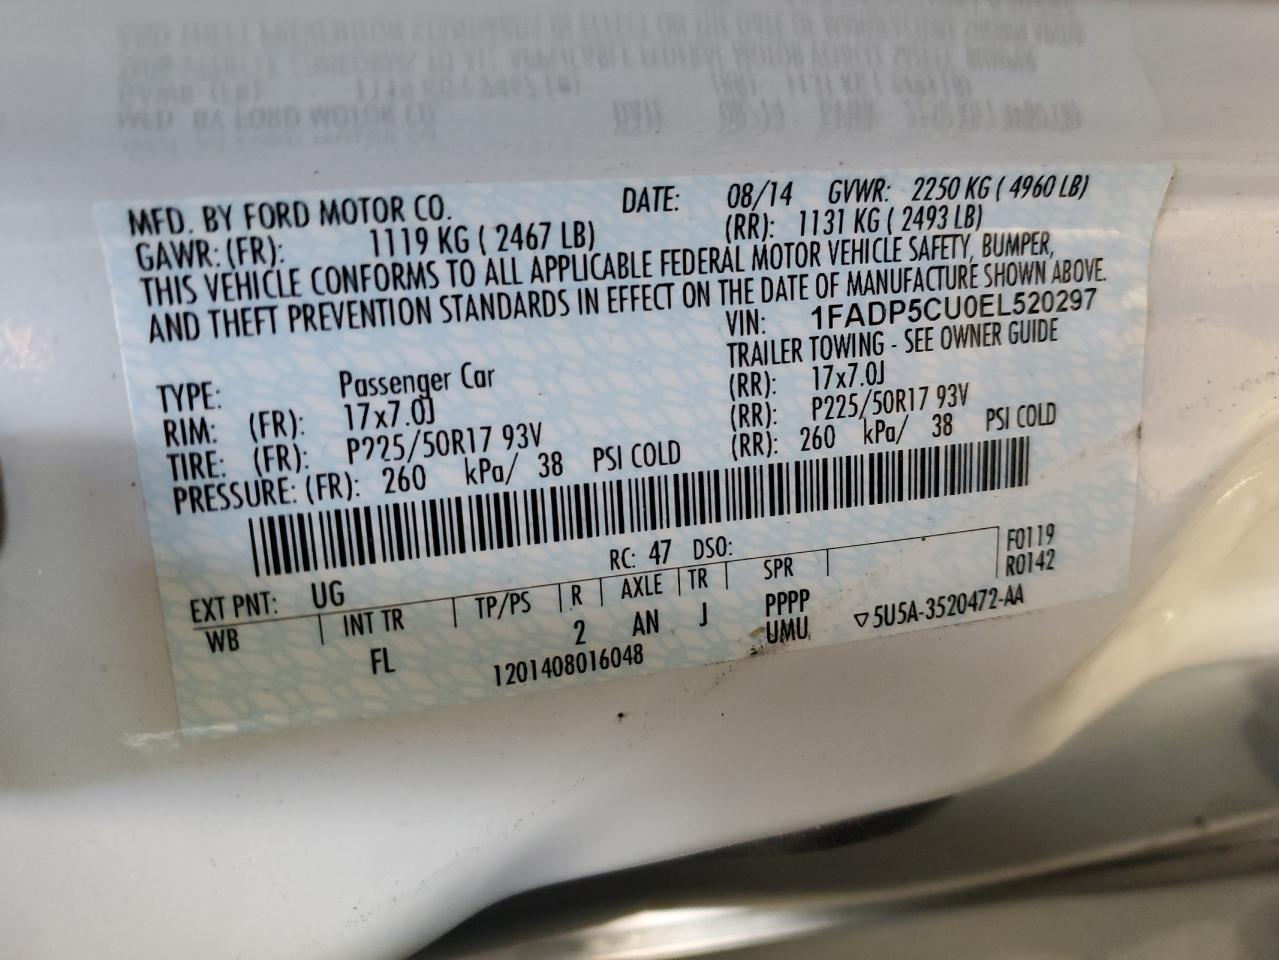 MFD. BY FORD MOTOR CO. DATE: 08/14 GVWR: 2250 KG ( 4960 LB)
GAWR: (FR): 1119 KG ( 2467 LB) (RR): 1131 KG ( 2493 LB)
THIS VEHICLE CONFORMS TO ALL APPLICABLE FEDERAL MOTOR VEHICLE SAFETY, BUMPER,
AND THEFT PREVENTION STANDARDS IN EFFECT ON THE DATE OF MANUFACTURE SHOWN ABOVE.
VIN: 1FADP5CU0EL520297
TRAILER TOWING - SEE OWNER GUIDE
TYPE: Passenger Car
RIM: (FR): 17x7.0J (RR): 17x7.0J
TIRE: (FR): P225/50R17 93V (RR): P225/50R17 93V
PRESSURE: (FR): 260 kPa/ 38 PSI COLD (RR): 260 kPa/ 38 PSI COLD
RC: 47 DSO: F0119
EXT PNT: UG R0142
WB INT TR TP/PS R AXLE TR SPR
FL 2 AN J PPPP
UMU
1201408016048 ▽5U5A-3520472-AA